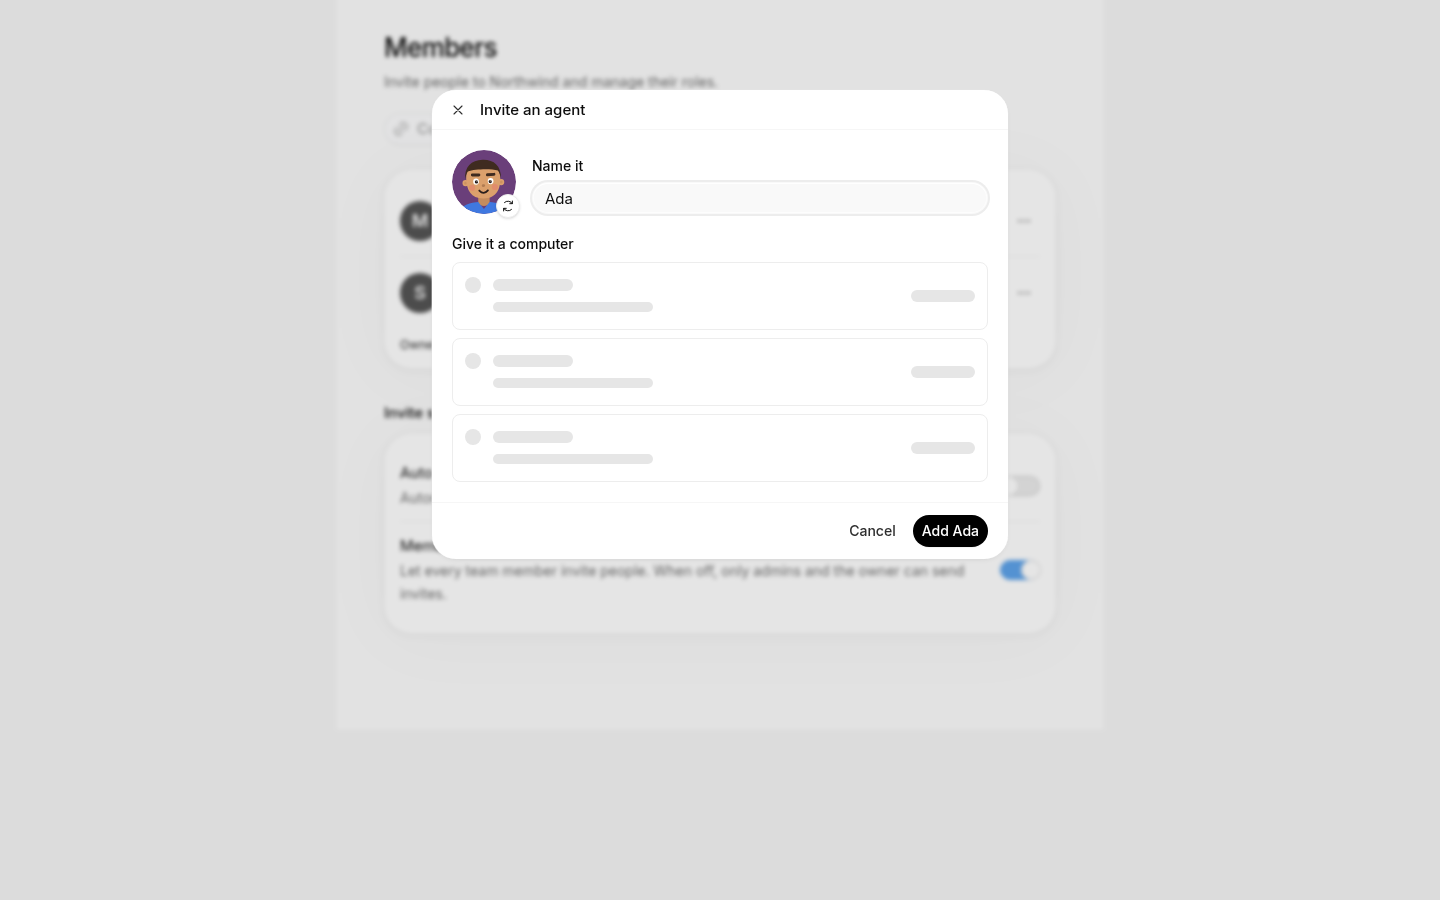 Members
Invite people to Northwind and manage their roles.
Invite an agent
Name it
Ada
Give it a computer
M
S
Invite
Cancel
Add Ada
Let every team member invite people. When off, only admins and the owner can send
invites.